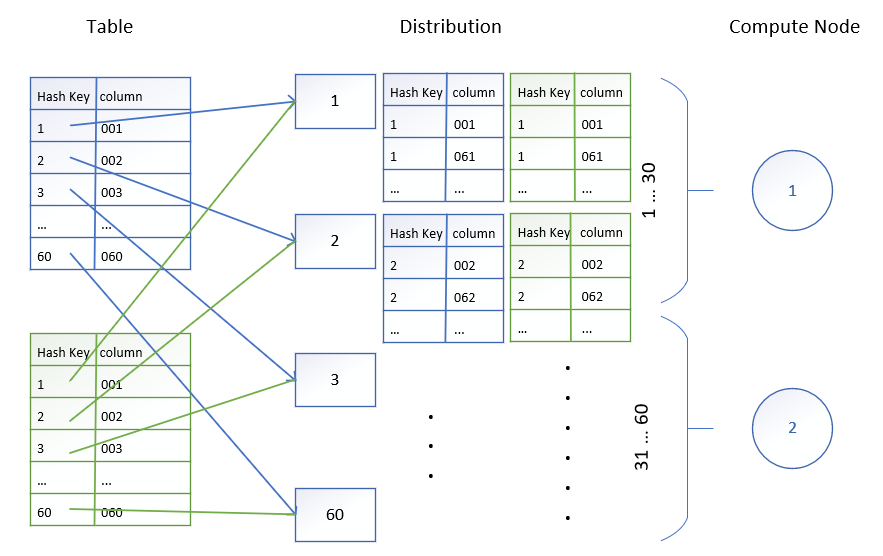 Table
Distribution
Compute Node
Hash Key column
1 001
2 002
3 003
... ...
60 060
Hash Key column
1 001
2 002
3 003
... ...
60 060
1
2
3
60
Hash Key column
1 001
1 061
... ...
Hash Key column
1 001
1 061
... ...
Hash Key column
2 002
2 062
... ...
Hash Key column
2 002
2 062
... ...
1 ... 30
31 ... 60
1
2